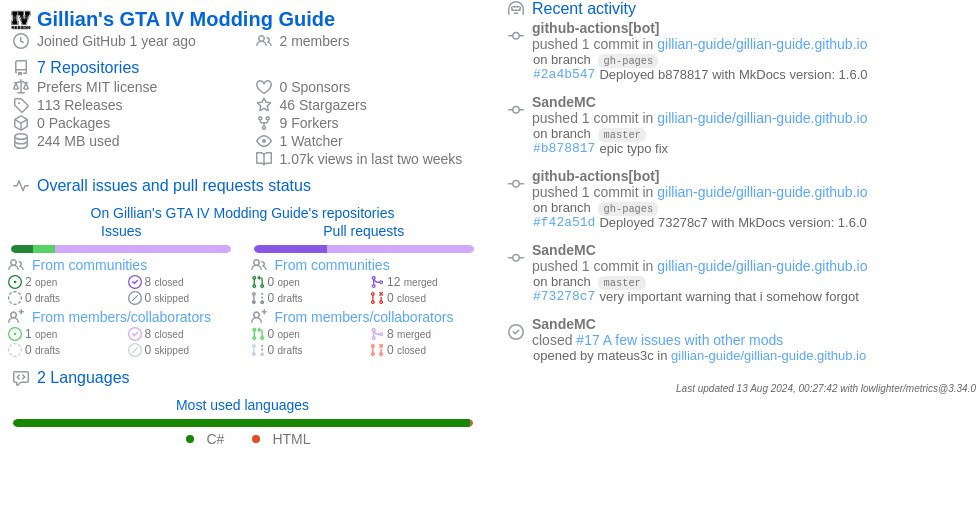 Gillian's GTA IV Modding Guide
Joined GitHub 1 year ago
2 members
7 Repositories
Prefers MIT license
0 Sponsors
113 Releases
46 Stargazers
0 Packages
9 Forkers
244 MB used
1 Watcher
1.07k views in last two weeks
Overall issues and pull requests status
On Gillian's GTA IV Modding Guide's repositories
Issues
From communities
2 open
8 closed
0 drafts
0 skipped
From members/collaborators
1 open
8 closed
0 drafts
0 skipped
Pull requests
From communities
0 open
12 merged
0 drafts
0 closed
From members/collaborators
0 open
8 merged
0 drafts
0 closed
2 Languages
Most used languages
C#
HTML
Recent activity
github-actions[bot]
pushed 1 commit in gillian-guide/gillian-guide.github.io
on branch gh-pages
#2a4b547 Deployed b878817 with MkDocs version: 1.6.0
SandeMC
pushed 1 commit in gillian-guide/gillian-guide.github.io
on branch master
#b878817 epic typo fix
github-actions[bot]
pushed 1 commit in gillian-guide/gillian-guide.github.io
on branch gh-pages
#f42a51d Deployed 73278c7 with MkDocs version: 1.6.0
SandeMC
pushed 1 commit in gillian-guide/gillian-guide.github.io
on branch master
#73278c7 very important warning that i somehow forgot
SandeMC
closed #17 A few issues with other mods
opened by mateus3c in gillian-guide/gillian-guide.github.io
Last updated 13 Aug 2024, 00:27:42 with lowlighter/metrics@3.34.0